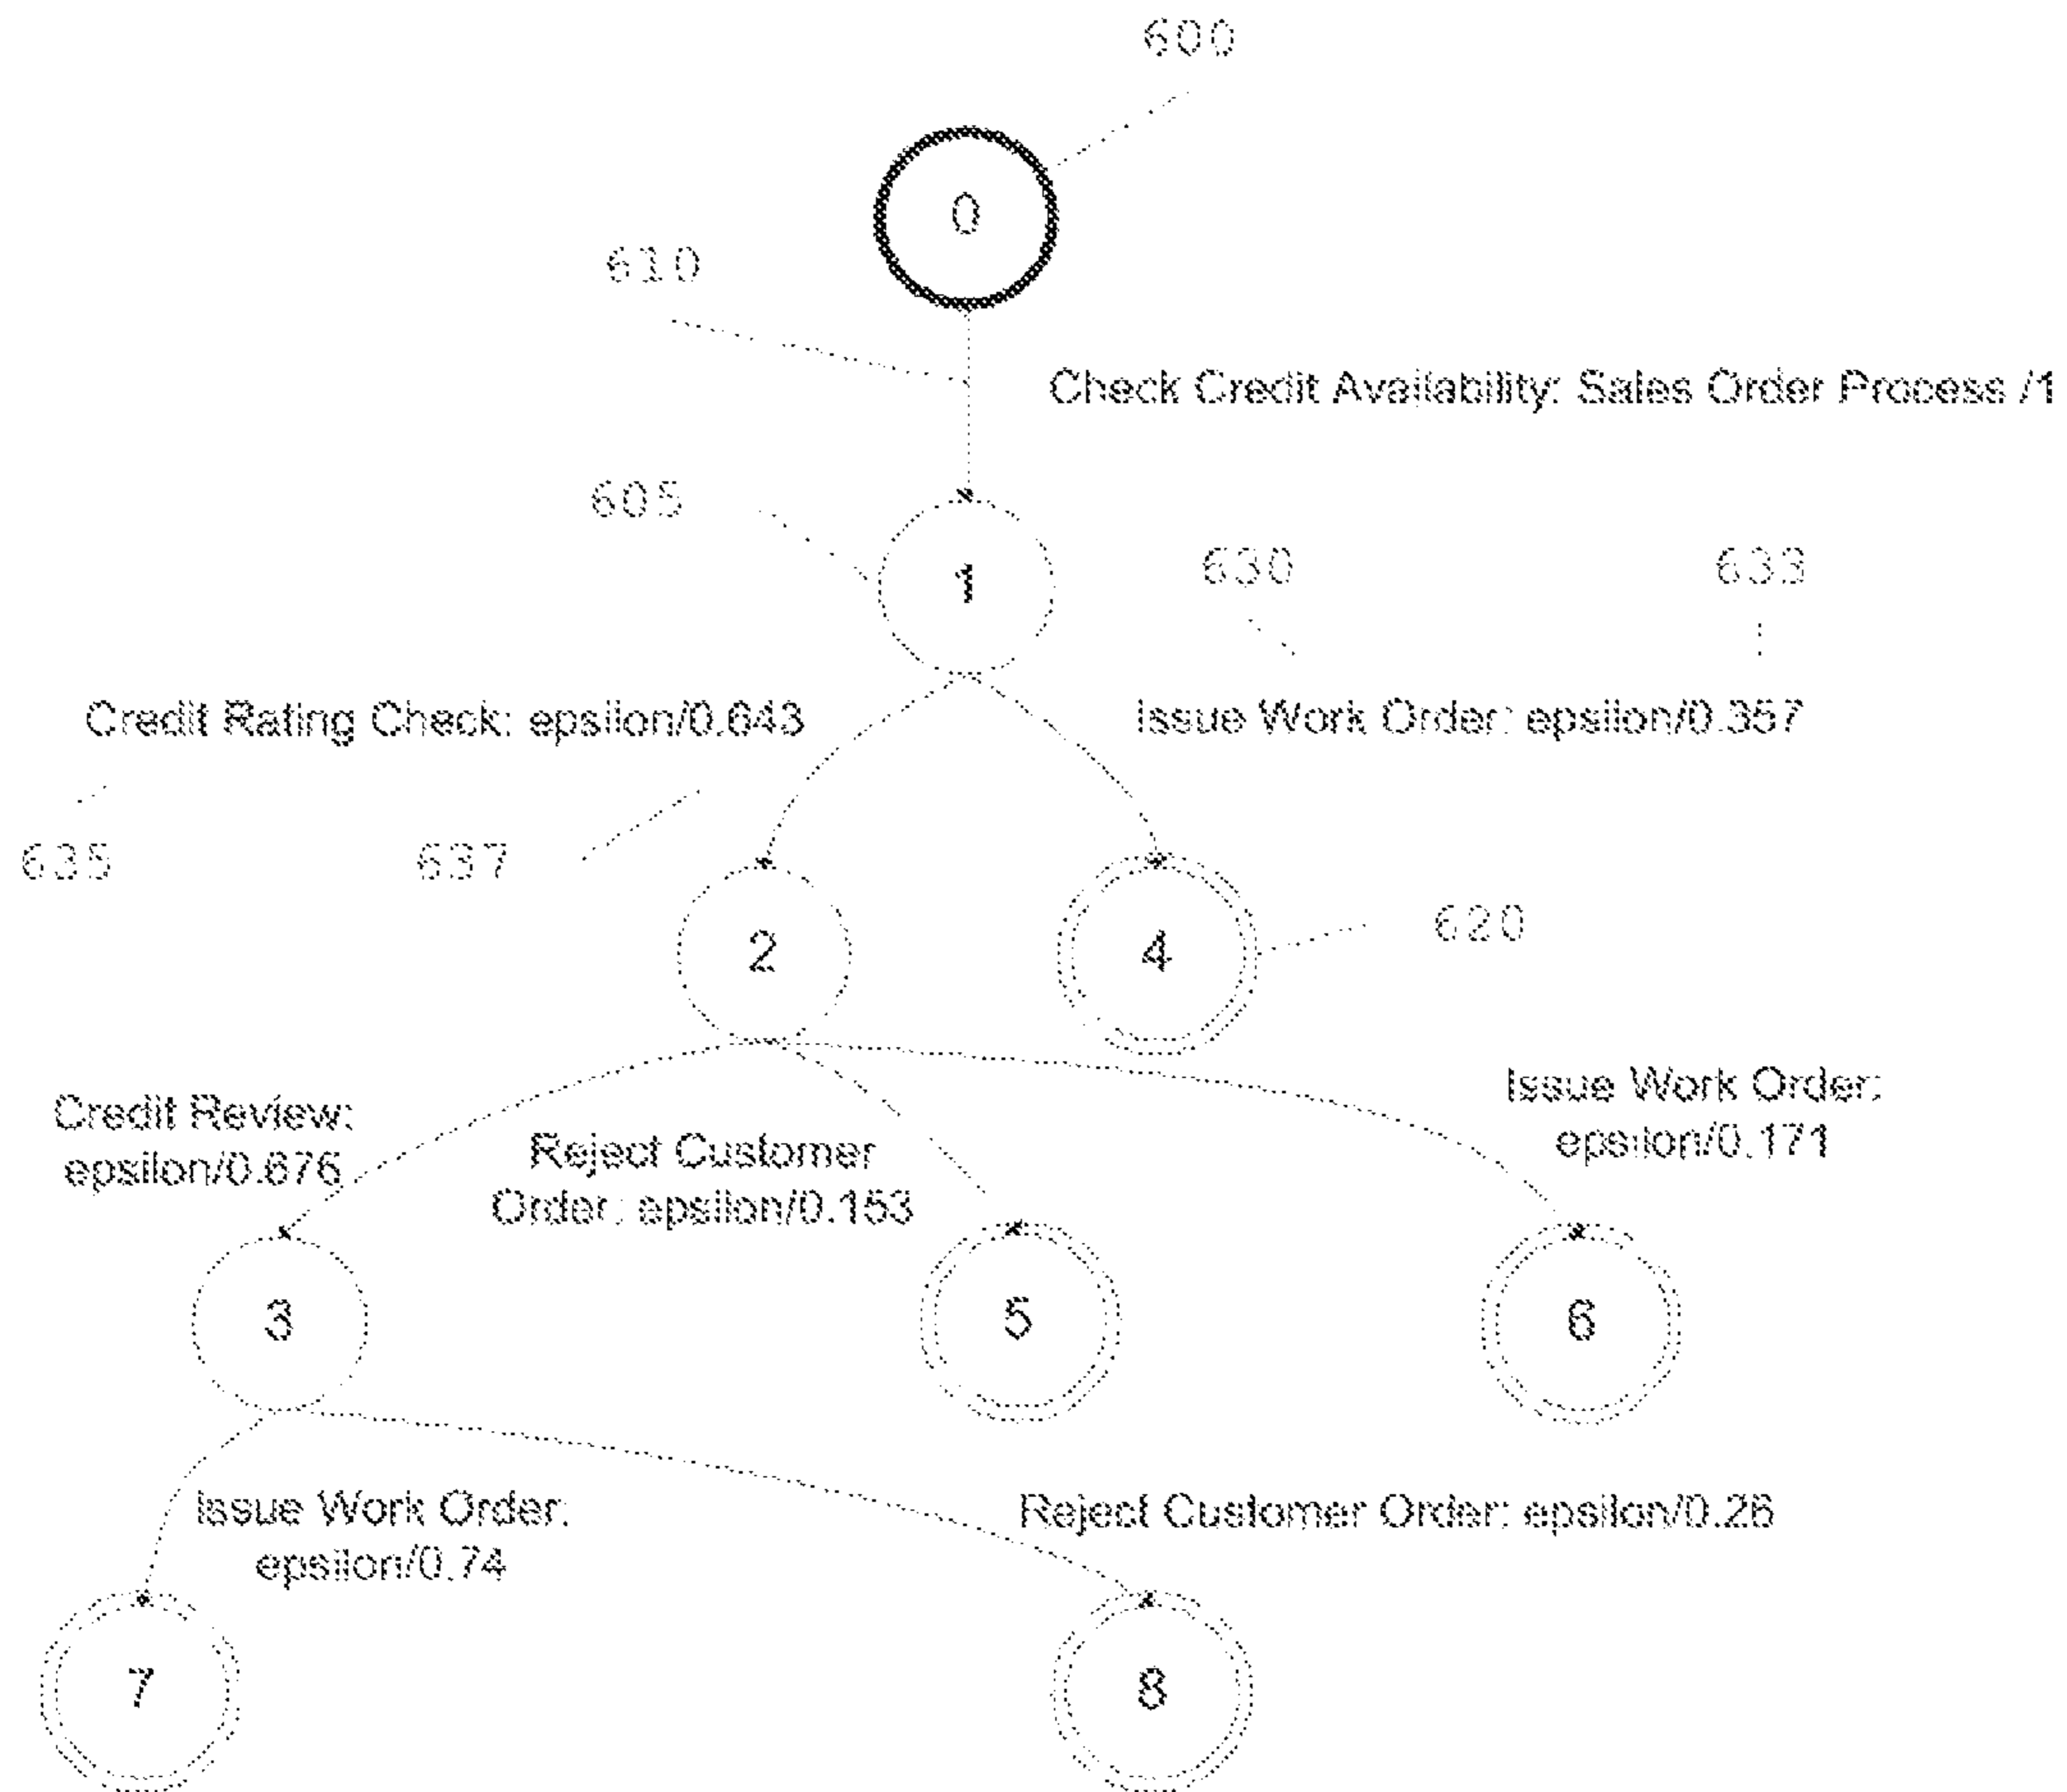 600
0
610
Check Credit Availability: Sales Order Process /1
605
1
630
633
Credit Rating Check: epsilon/0.643
Issue Work Order: epsilon/0.357
635
637
2
4
620
Credit Review:
epsilon/0.676
Reject Customer
Order: epsilon/0.153
Issue Work Order:
epsilon/0.171
3
5
6
Issue Work Order:
epsilon/0.74
Reject Customer Order: epsilon/0.26
7
8